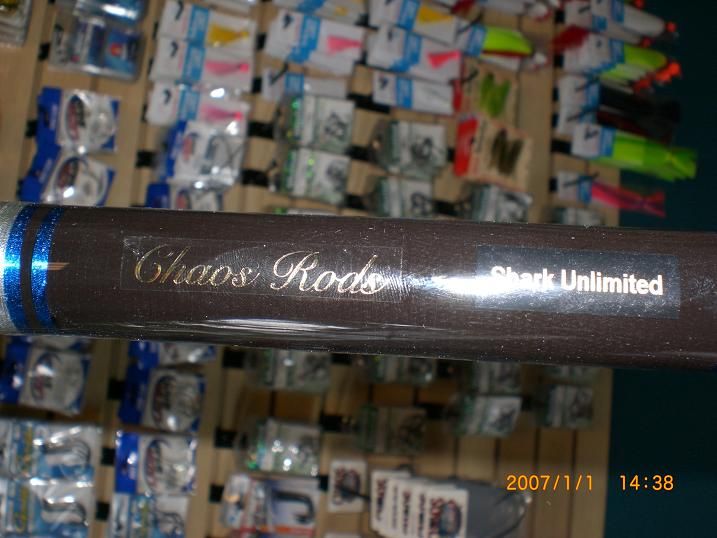 Chaos Rods
Shark Unlimited
2007/1/1 14:38